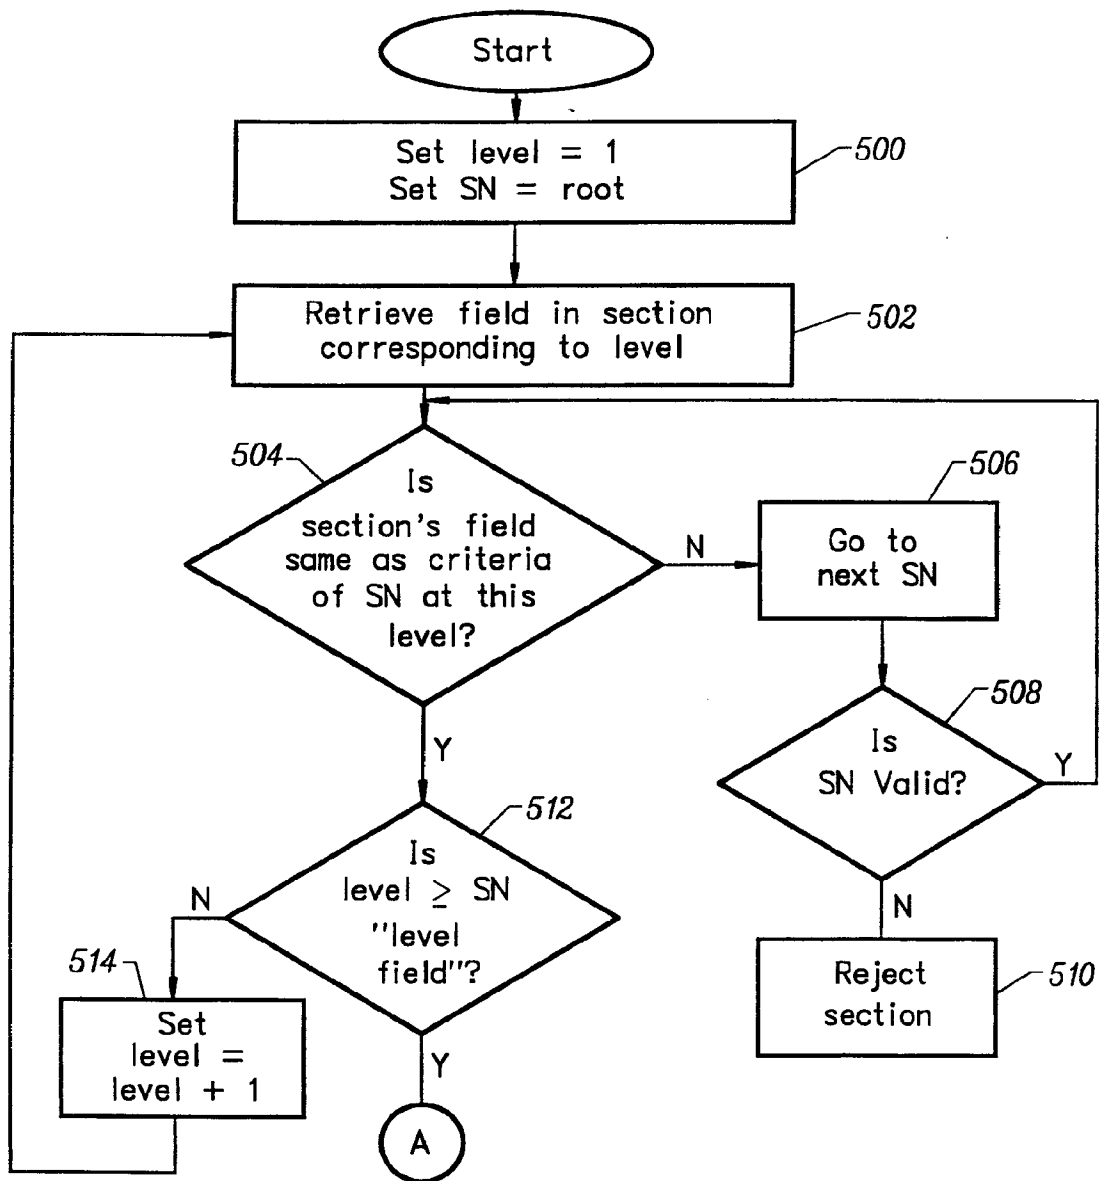 Start
Set level = 1
Set SN = root
500
Retrieve field in section
corresponding to level
502
504
Is
section's field
same as criteria
of SN at this
level?
N
506
Go to
next SN
508
Is
SN Valid?
Y
Y
512
Is
level ≥ SN
"level
field"?
N
N
510
Reject
section
514
Set
level =
level + 1
Y
A